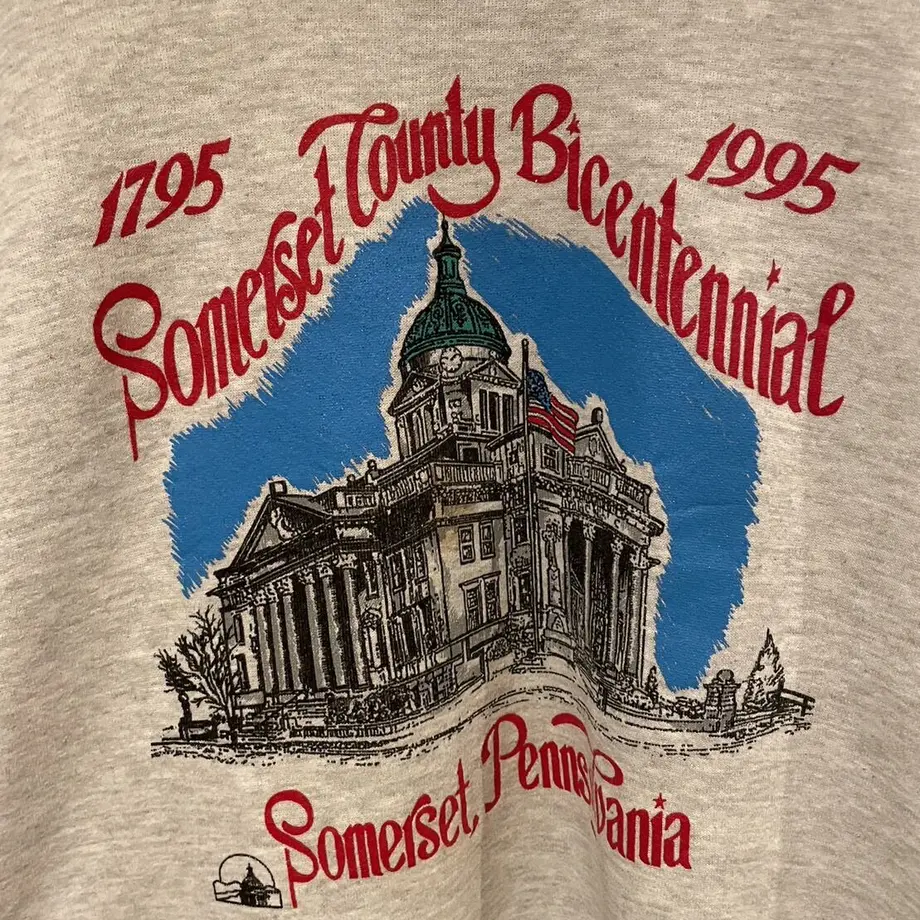 1795
Somerset County Bicentennial
1995
Somerset, Pennsylvania